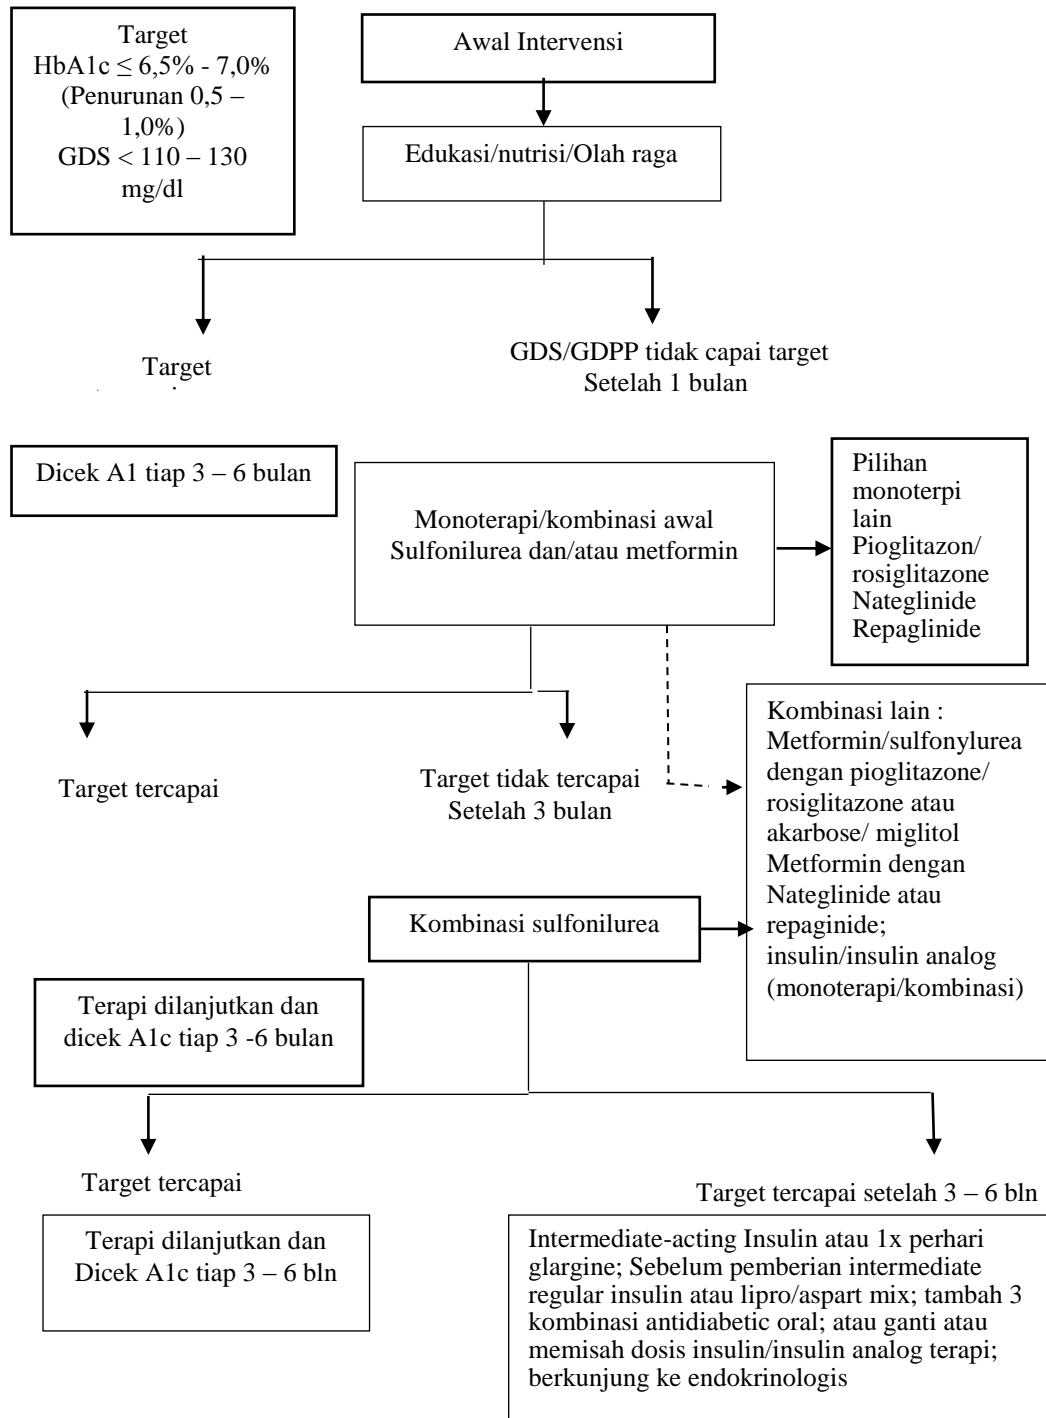 Target
HbA1c ≤ 6,5% - 7,0%
(Penurunan 0,5 –
1,0%)
GDS < 110 – 130
mg/dl
Awal Intervensi
Edukasi/nutrisi/Olah raga
Target
GDS/GDPP tidak capai target
Setelah 1 bulan
Dicek A1 tiap 3 – 6 bulan
Monoterapi/kombinasi awal
Sulfonilurea dan/atau metformin
Pilihan
monoterpi
lain
Pioglitazon/
rosiglitazone
Nateglinide
Repaglinide
Target tercapai
Target tidak tercapai
Setelah 3 bulan
Kombinasi lain :
Metformin/sulfonylurea
dengan pioglitazone/
rosiglitazone atau
akarbose/ miglitol
Metformin dengan
Nateglinide atau
repaginide;
insulin/insulin analog
(monoterapi/kombinasi)
Kombinasi sulfonilurea
Terapi dilanjutkan dan
dicek A1c tiap 3 -6 bulan
Target tercapai
Target tercapai setelah 3 – 6 bln
Terapi dilanjutkan dan
Dicek A1c tiap 3 – 6 bln
Intermediate-acting Insulin atau 1x perhari
glargine; Sebelum pemberian intermediate
regular insulin atau lipro/aspart mix; tambah 3
kombinasi antidiabetic oral; atau ganti atau
memisah dosis insulin/insulin analog terapi;
berkunjung ke endokrinologis